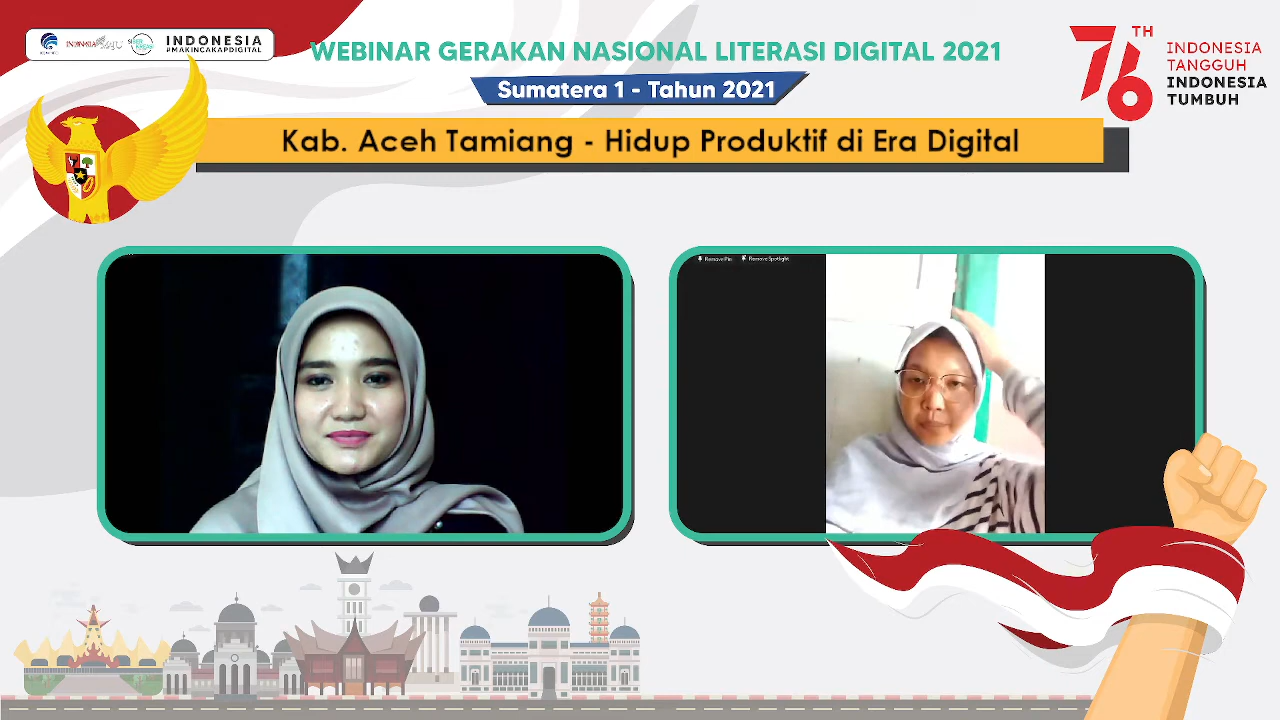 INDONESIA
#MAKINCAKAPDIGITAL
WEBINAR GERAKAN NASIONAL LITERASI DIGITAL 2021
Sumatera 1 - Tahun 2021
Kab. Aceh Tamiang - Hidup Produktif di Era Digital
76TH
INDONESIA
TANGGUH
INDONESIA
TUMBUH
Remove Pin Remove Spotlight